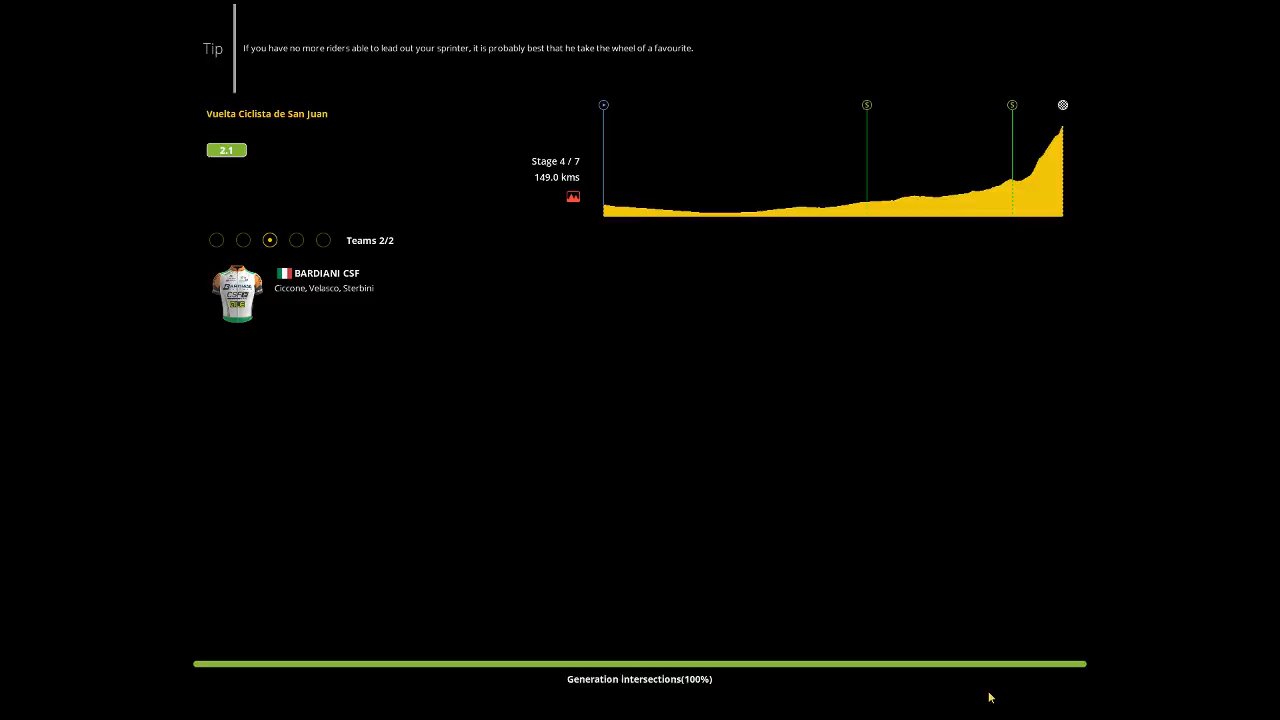 Tip
If you have no more riders able to lead out your sprinter, it is probably best that he take the wheel of a favourite.
Vuelta Ciclista de San Juan
2.1
Stage 4 / 7
149.0 kms
S
S
Teams 2/2
BARDIANI CSF
Ciccone, Velasco, Sterbini
BARDIANI
CSF
Generation intersections(100%)